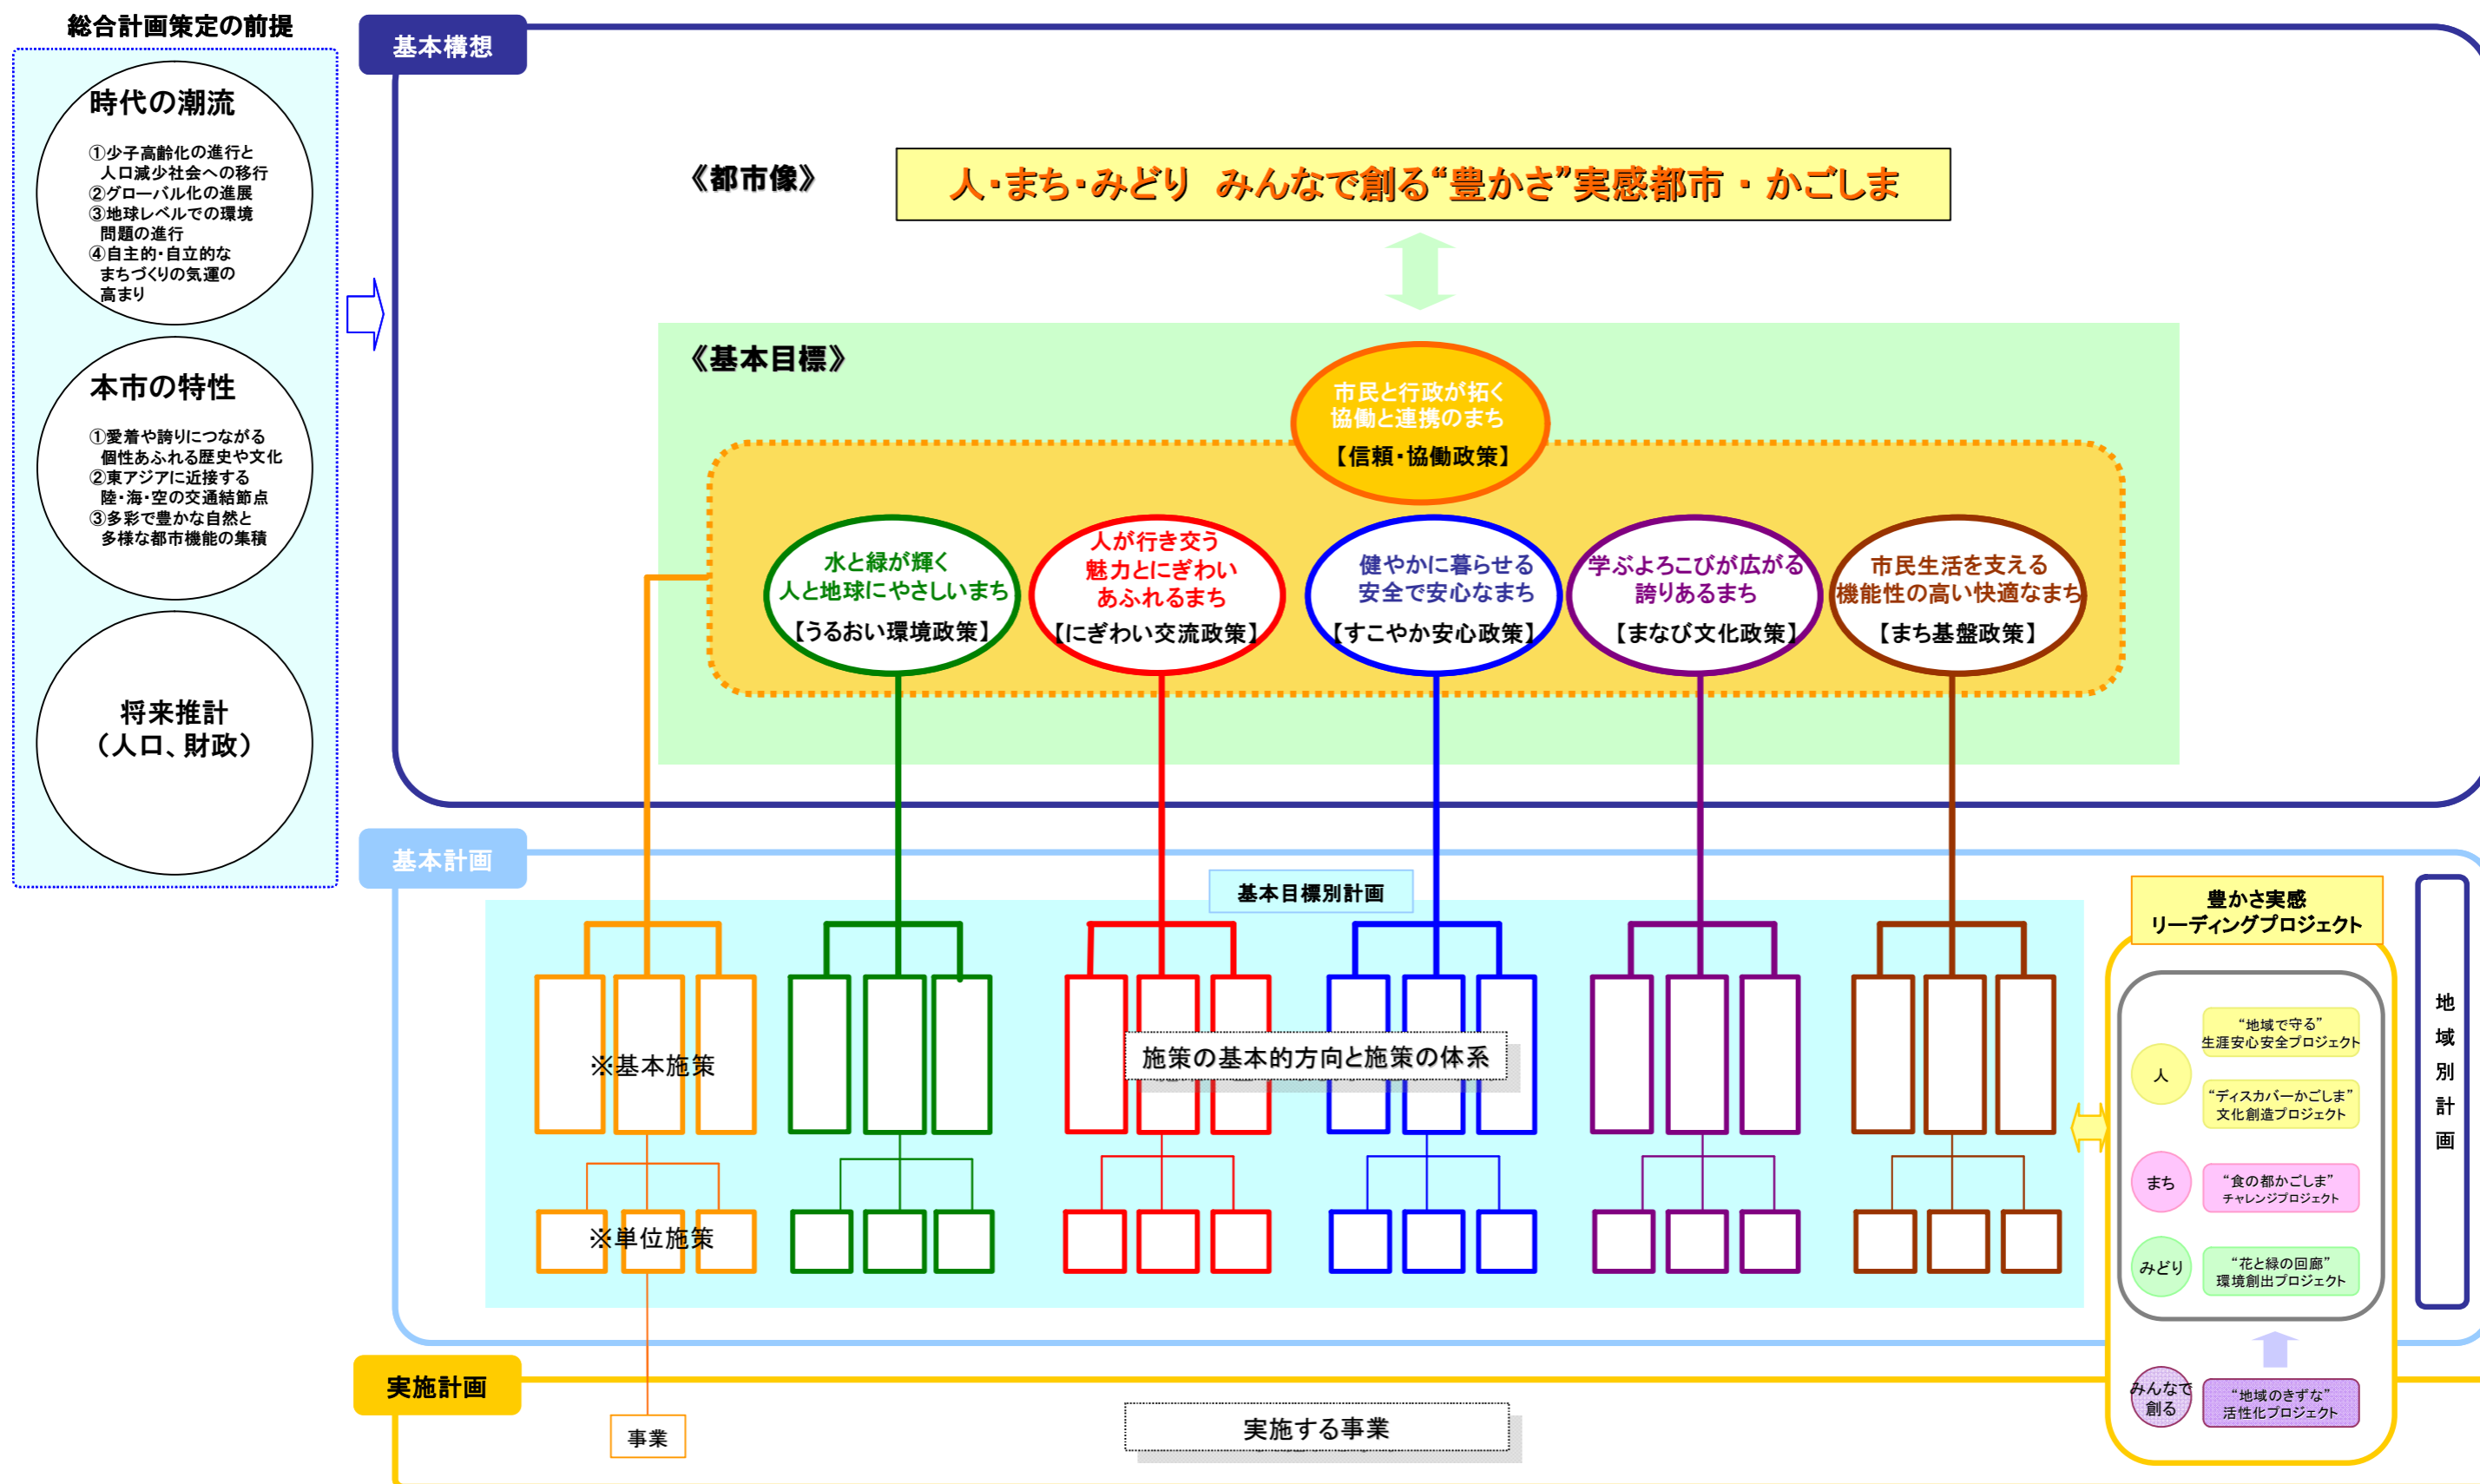 総合計画策定の前提
時代の潮流
①少子高齢化の進行と
人口減少社会への移行
②グローバル化の進展
③地球レベルでの環境
問題の進行
④自主的・自立的な
まちづくりの気運の
高まり
本市の特性
①愛着や誇りにつながる
個性あふれる歴史や文化
②東アジアに近接する
陸・海・空の交通結節点
③多彩で豊かな自然と
多様な都市機能の集積
将来推計
（人口、財政）
基本構想
《都市像》
人・まち・みどり　みんなで創る“豊かさ”実感都市・かごしま
《基本目標》
市民と行政が拓く
協働と連携のまち
【信頼・協働政策】
水と緑が輝く
人と地球にやさしいまち
【うるおい環境政策】
人が行き交う
魅力とにぎわい
あふれるまち
【にぎわい交流政策】
健やかに暮らせる
安全で安心なまち
【すこやか安心政策】
学ぶよろこびが広がる
誇りあるまち
【まなび文化政策】
市民生活を支える
機能性の高い快適なまち
【まち基盤政策】
基本計画
基本目標別計画
※基本施策
施策の基本的方向と施策の体系
※単位施策
豊かさ実感
リーディングプロジェクト
人
“地域で守る”
生涯安心安全プロジェクト
“ディスカバーかごしま”
文化創造プロジェクト
まち
“食の都かごしま”
チャレンジプロジェクト
みどり
“花と緑の回廊”
環境創出プロジェクト
みんなで
創る
“地域のきずな”
活性化プロジェクト
地域別計画
実施計画
事業
実施する事業